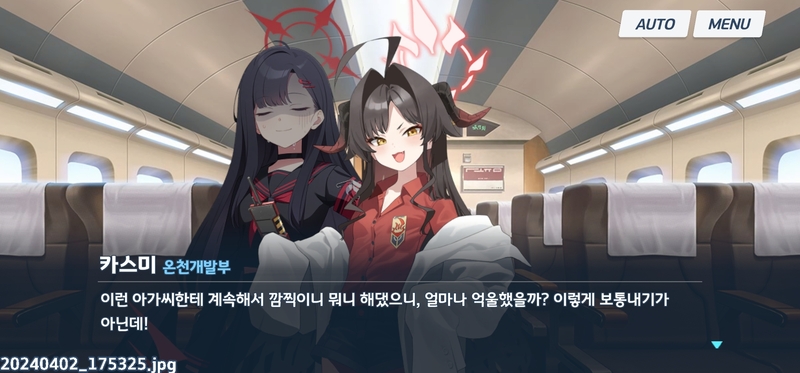 AUTO
MENU
카스미 온천개발부
이런 아가씨한테 계속해서 깜찍이니 뭐니 해댔으니, 얼마나 억울했을까? 이렇게 보통내기가
아닌데!
20240402_175325.jpg